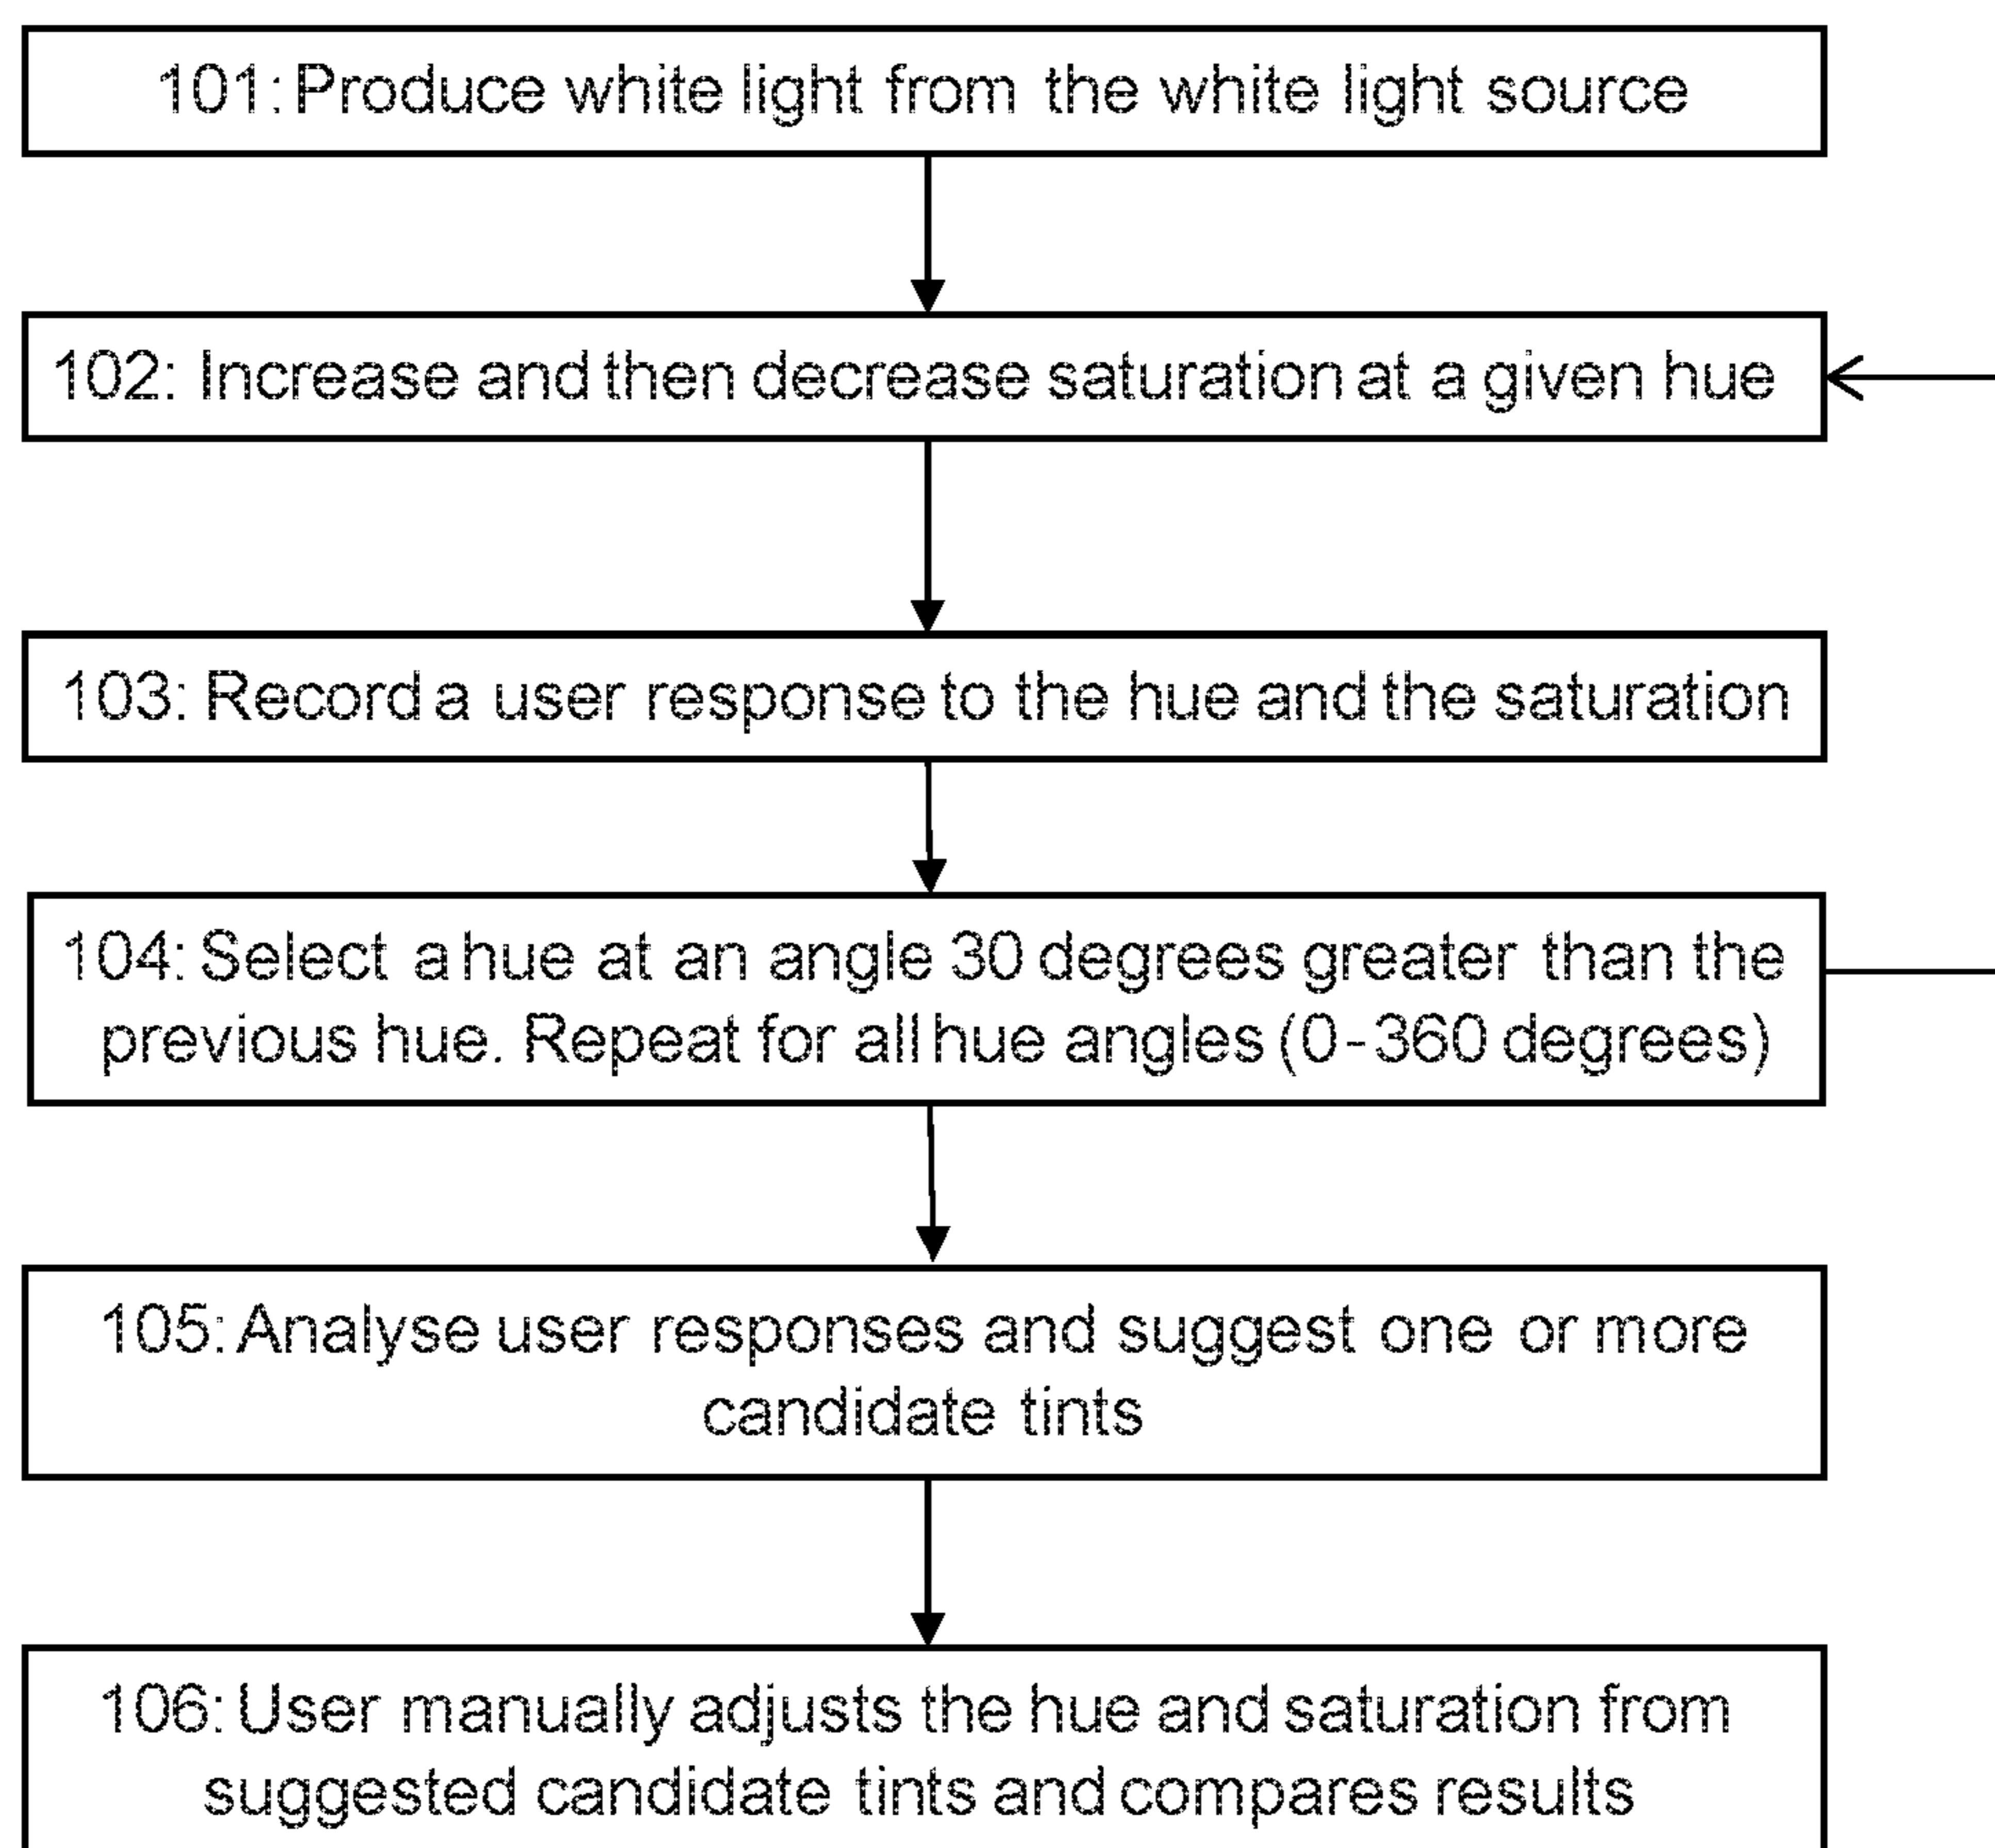 101: Produce white light from the white light source
102: Increase and then decrease saturation at a given hue
103: Record a user response to the hue and the saturation
104: Select a hue at an angle 30 degrees greater than the
previous hue. Repeat for all hue angles (0-360 degrees)
105: Analyse user responses and suggest one or more
candidate tints
106: User manually adjusts the hue and saturation from
suggested candidate tints and compares results